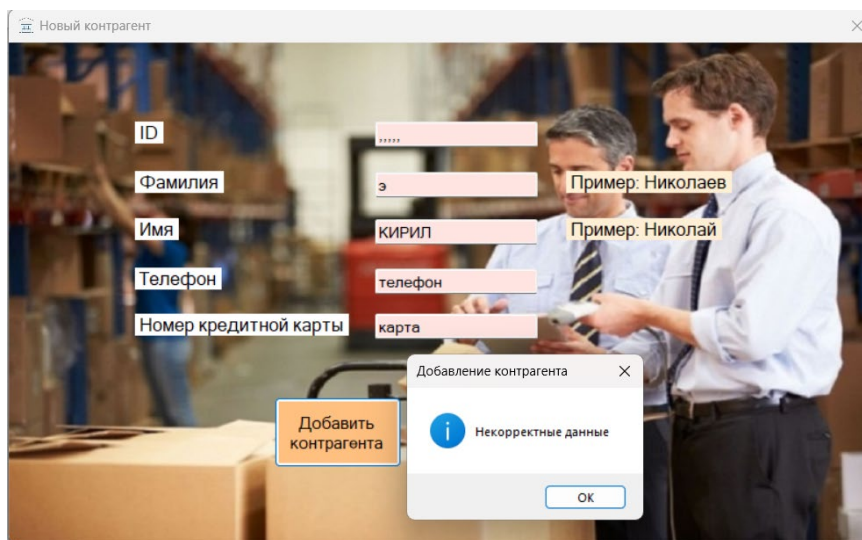 Новый контрагент
ID
,,,,,
Фамилия
э
Пример: Николаев
Имя
КИРИЛ
Пример: Николай
Телефон
телефон
Номер кредитной карты
карта
Добавление контрагента
Добавить
контрагента
Некорректные данные
ОК